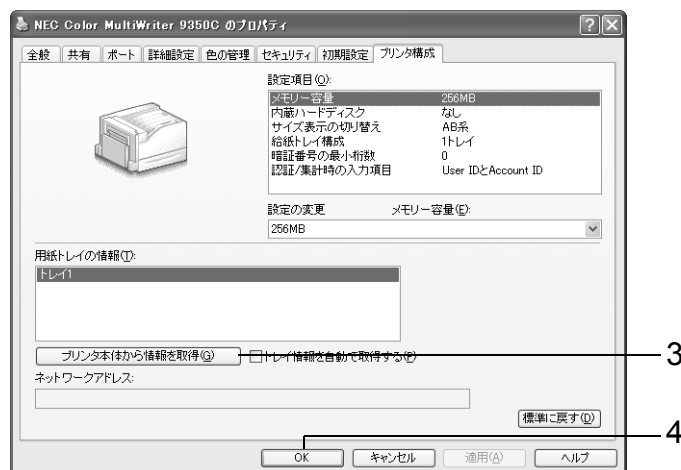 NEC Color MultiWriter 9350C のプロパティ
全般 共有 ポート 詳細設定 色の管理 セキュリティ 初期設定 プリンタ構成
設定項目(O):
メモリー容量 256MB
内蔵ハードディスク なし
サイズ表示の切り替え AB系
給紙トレイ構成 1トレイ
暗証番号の最小桁数 0
認証/集計時の入力項目 User IDとAccount ID
設定の変更 メモリー容量(E):
256MB
用紙トレイの情報(T):
トレイ1
プリンタ本体から情報を取得(G) トレイ情報を自動で取得する(P) 3
ネットワークアドレス:
標準に戻す(D)
4
OK キャンセル 適用(A) ヘルプ